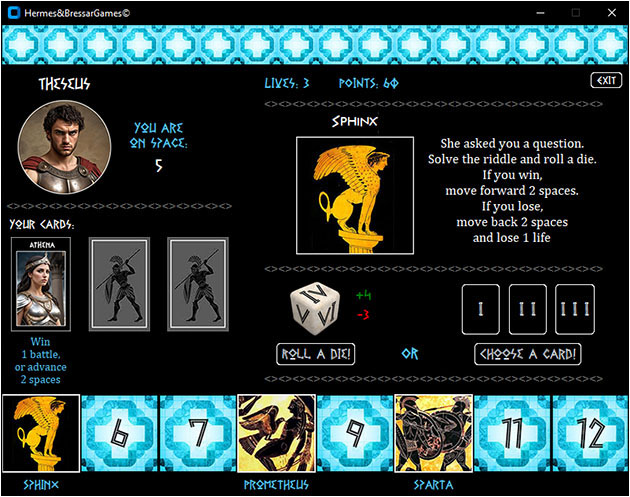 Hermes&BressarGames©
THESEUS
LIVES: 3 POINTS: 60
EXIT
YOU ARE
ON SPACE:
5
SPHINX
She asked you a question.
Solve the riddle and roll a die.
If you win,
move forward 2 spaces.
If you lose,
move back 2 spaces
and lose 1 life
YOUR CARDS:
ATHENA
Win
1 battle,
or advance
2 spaces
IV
V VI
+4
-3
I II III
ROLL A DIE! OR CHOOSE A CARD!
6 7 9 11 12
SPHINX PROMETHEUS SPARTA